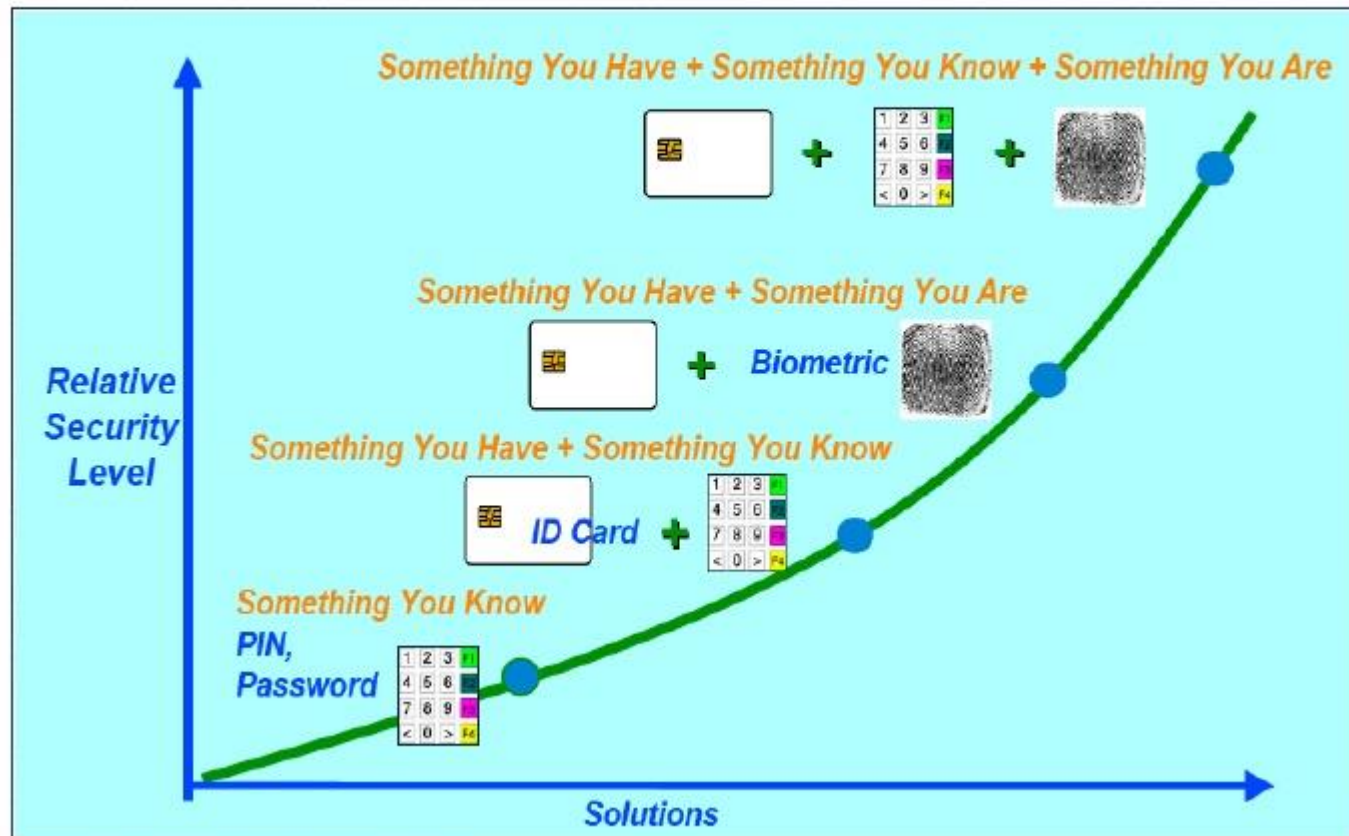 Something You Have + Something You Know + Something You Are
1 2 3 F1
4 5 6 F2
7 8 9 F3
< 0 > F4
Something You Have + Something You Are
Biometric
Relative
Security
Level
Something You Have + Something You Know
ID Card
1 2 3 F1
4 5 6 F2
7 8 9 F3
< 0 > F4
Something You Know
PIN,
Password
1 2 3 F1
4 5 6 F2
7 8 9 F3
< 0 > F4
Solutions